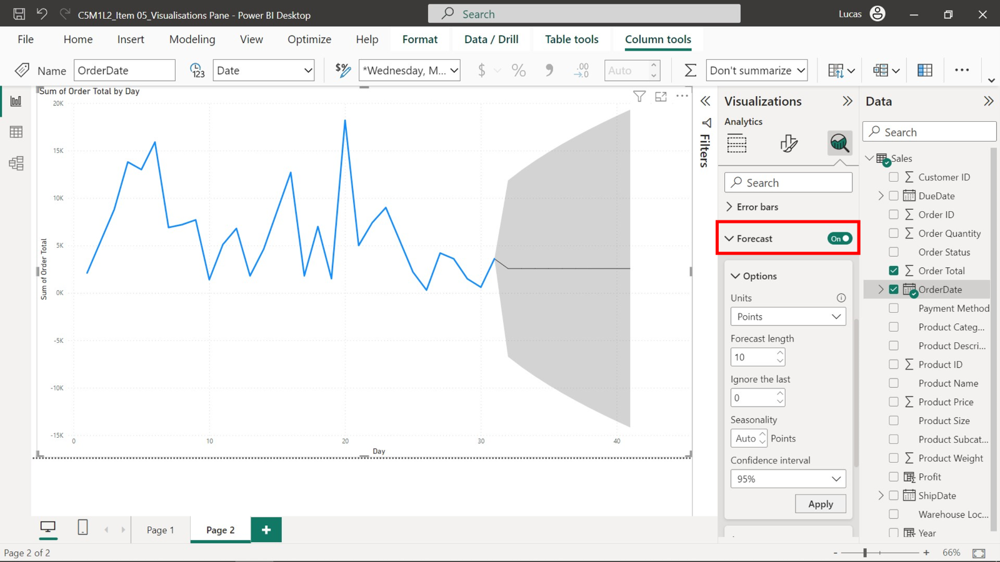 C5M1L2_Item 05_Visualisations Pane - Power BI Desktop
Search
Lucas
File
Home
Insert
Modeling
View
Optimize
Help
Format
Data / Drill
Table tools
Column tools
Name
OrderDate
123
Date
$%
*Wednesday, M...
$
%
.00
Auto
Σ
Don't summarize
...
Sum of Order Total by Day
20K
15K
10K
5K
0K
-5K
-10K
-15K
Sum of Order Total
0
10
20
30
40
Day
Filters
Visualizations
Analytics
Search
Error bars
Forecast
On
Options
Units
Points
Forecast length
10
Ignore the last
0
Seasonality
Auto
Points
Confidence interval
95%
Apply
Data
Search
Sales
Σ Customer ID
DueDate
Σ Order ID
Σ Order Quantity
Order Status
Σ Order Total
OrderDate
Payment Method
Product Categ...
Product Descri...
Σ Product ID
Product Name
Σ Product Price
Product Size
Product Subcat...
Σ Product Weight
Profit
ShipDate
Warehouse Loc...
Year
Page 1
Page 2
+
Page 2 of 2
-
+
66%